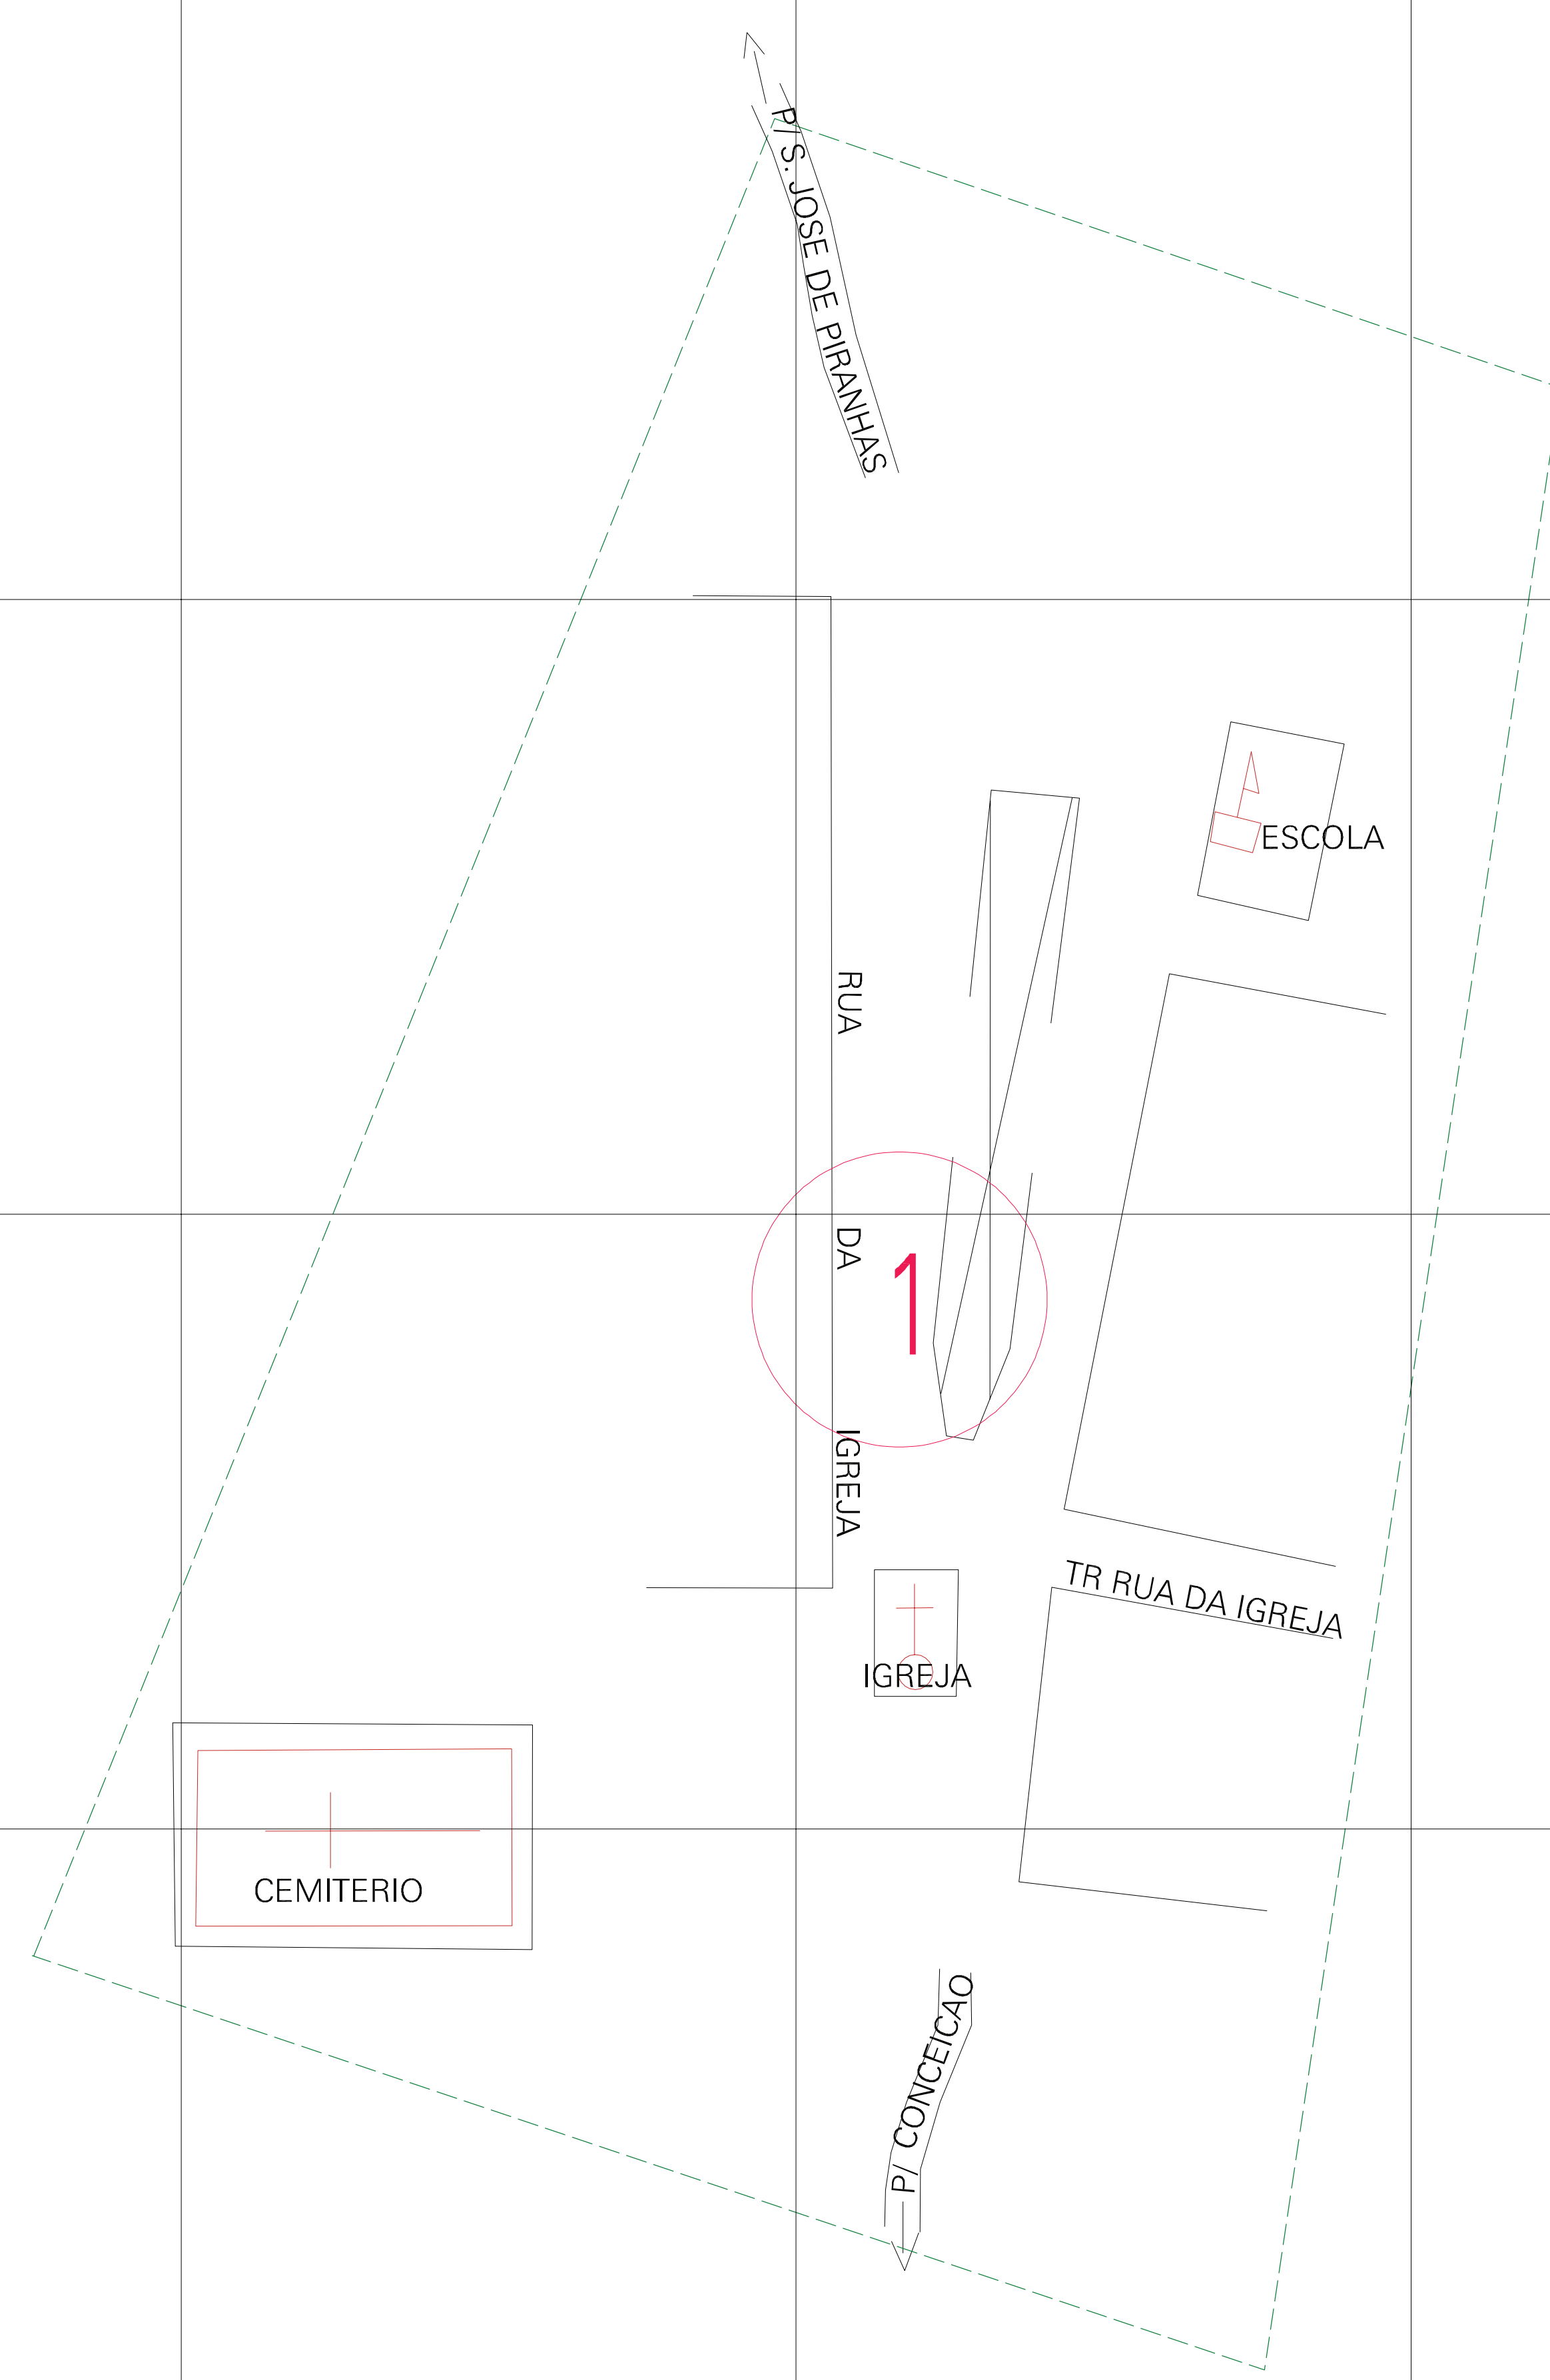 P/ S. JOSE DE PIRANHAS
ESCOLA
RUA DA IGREJA
1
TR RUA DA IGREJA
IGREJA
CEMITERIO
P/ CONCEICAO